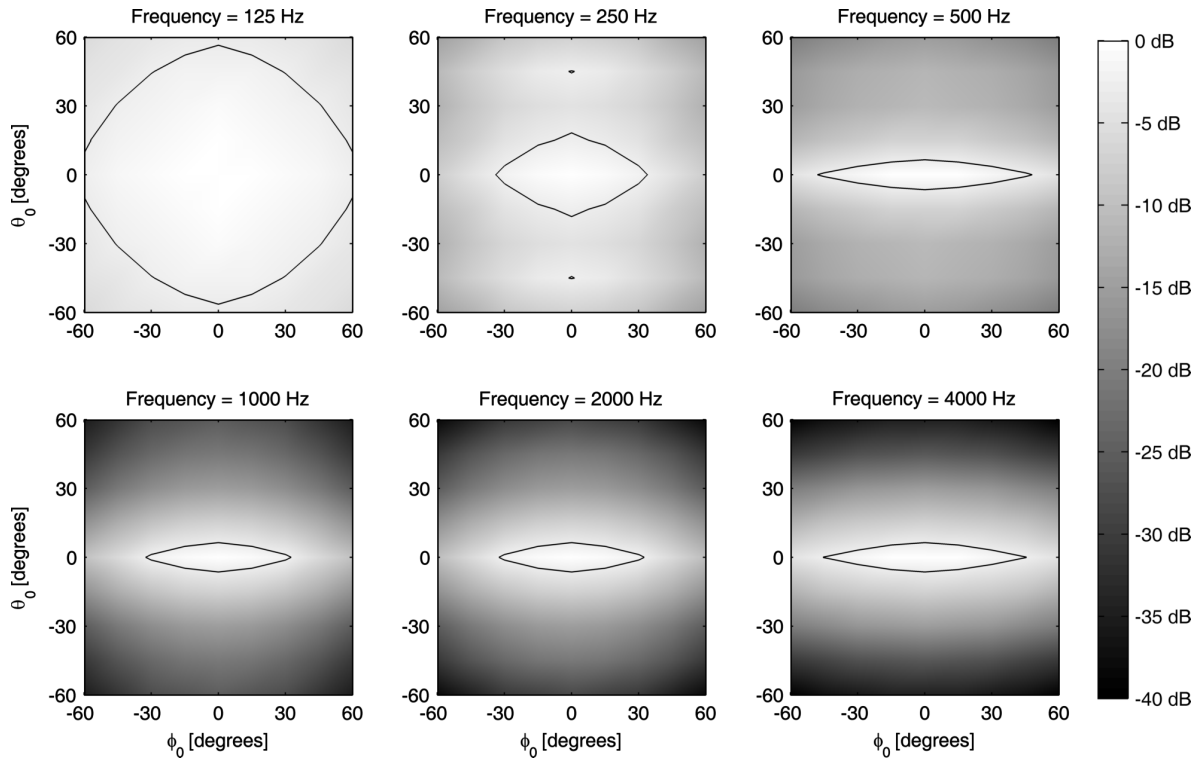 Frequency = 125 Hz
Frequency = 250 Hz
Frequency = 500 Hz
60
30
0
-30
-60
θ_0 [degrees]
-60 -30 0 30 60
60
30
0
-30
-60
-60 -30 0 30 60
60
30
0
-30
-60
-60 -30 0 30 60
Frequency = 1000 Hz
Frequency = 2000 Hz
Frequency = 4000 Hz
60
30
0
-30
-60
θ_0 [degrees]
-60 -30 0 30 60
ϕ_0 [degrees]
60
30
0
-30
-60
-60 -30 0 30 60
ϕ_0 [degrees]
60
30
0
-30
-60
-60 -30 0 30 60
ϕ_0 [degrees]
0 dB
-5 dB
-10 dB
-15 dB
-20 dB
-25 dB
-30 dB
-35 dB
-40 dB